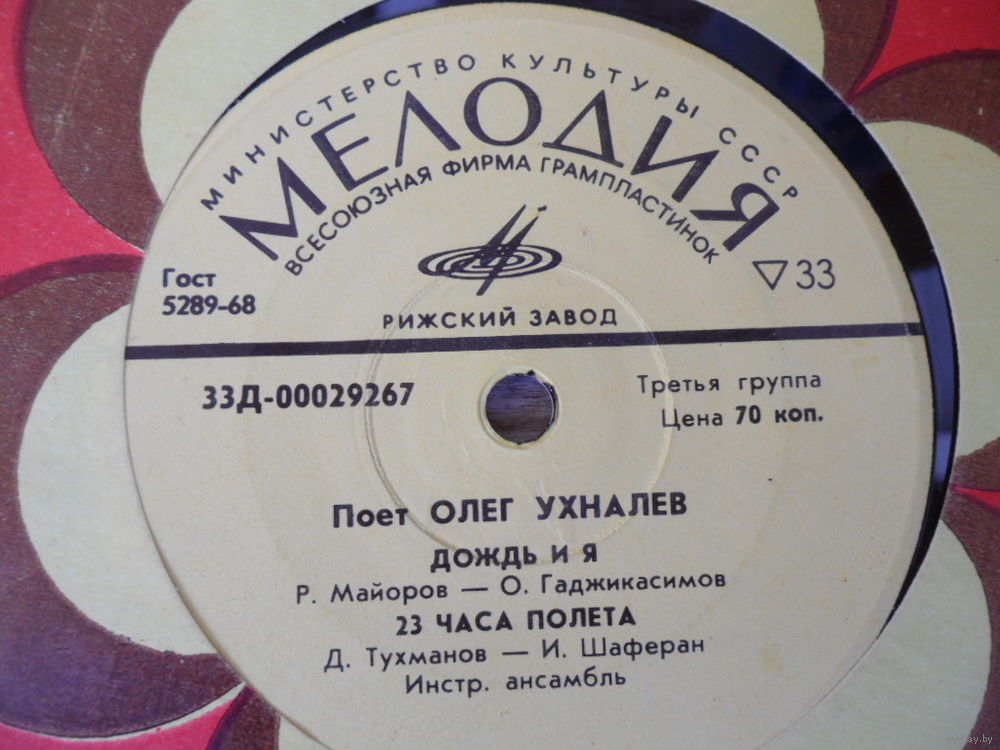 МИНИСТЕРСТВО КУЛЬТУРЫ СССР
МЕЛОДИЯ
ВСЕСОЮЗНАЯ ФИРМА ГРАМПЛАСТИНОК
Гост
5289-68
▽33
РИЖСКИЙ ЗАВОД
33Д-00029267
Третья группа
Цена 70 коп.
Поет ОЛЕГ УХНАЛЕВ
ДОЖДЬ И Я
Р. Майоров — О. Гаджикасимов
23 ЧАСА ПОЛЕТА
Д. Тухманов — И. Шаферан
Инстр. ансамбль